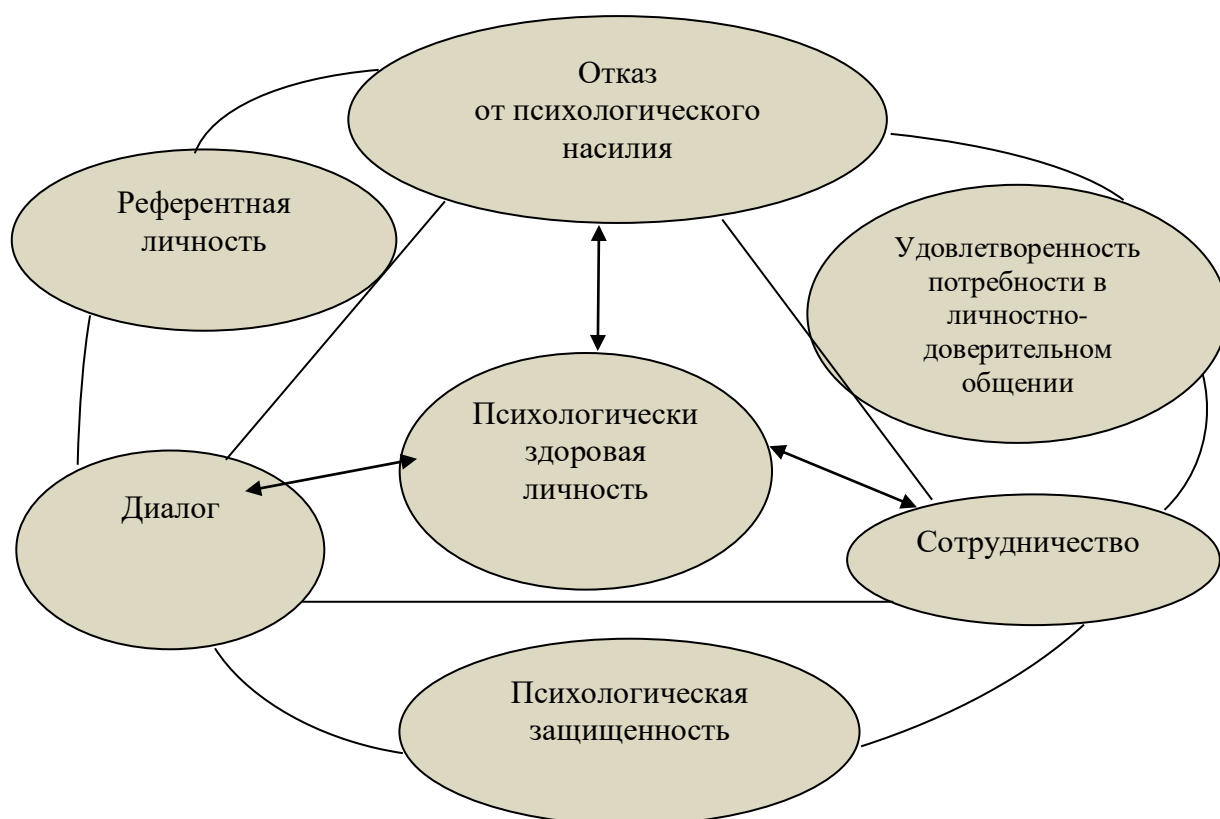 Отказ
от психологического
насилия
Референтная
личность
Удовлетворенность
потребности в
личностно-
доверительном
общении
Психологически
здоровая
личность
Диалог
Сотрудничество
Психологическая
защищенность